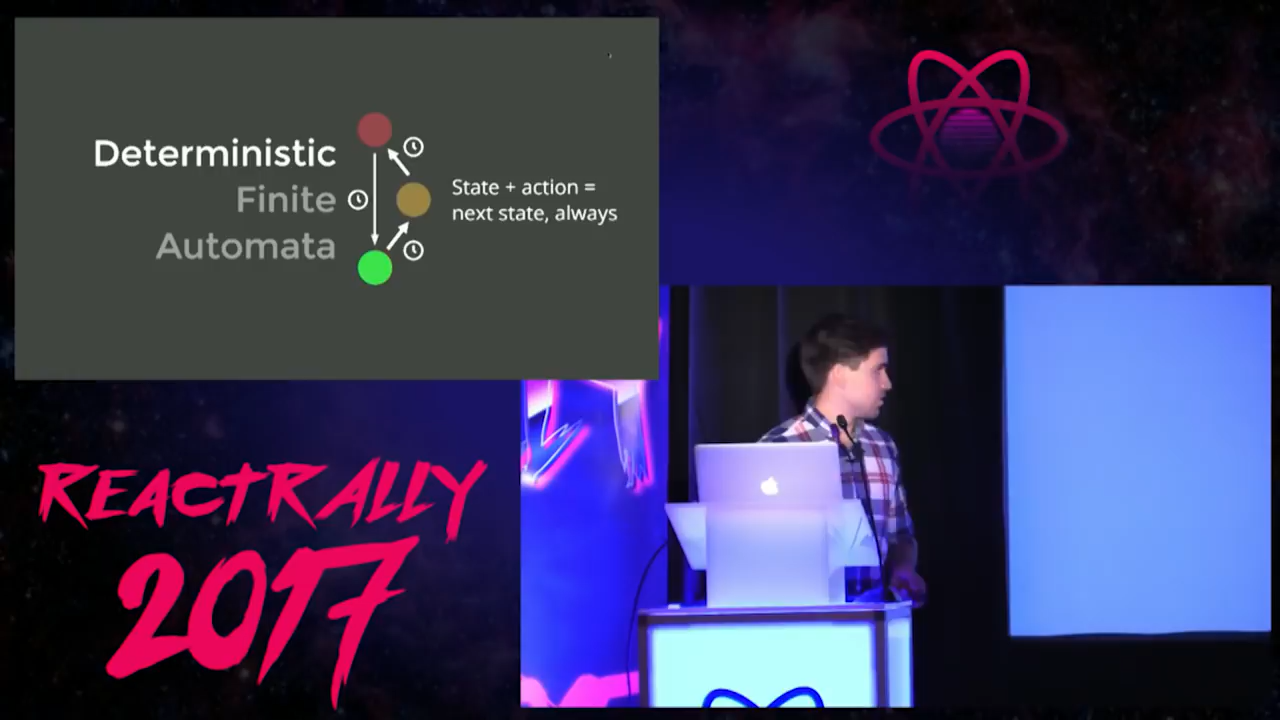 Deterministic
Finite
Automata
State + action =
next state, always
REACTRALLY
2017